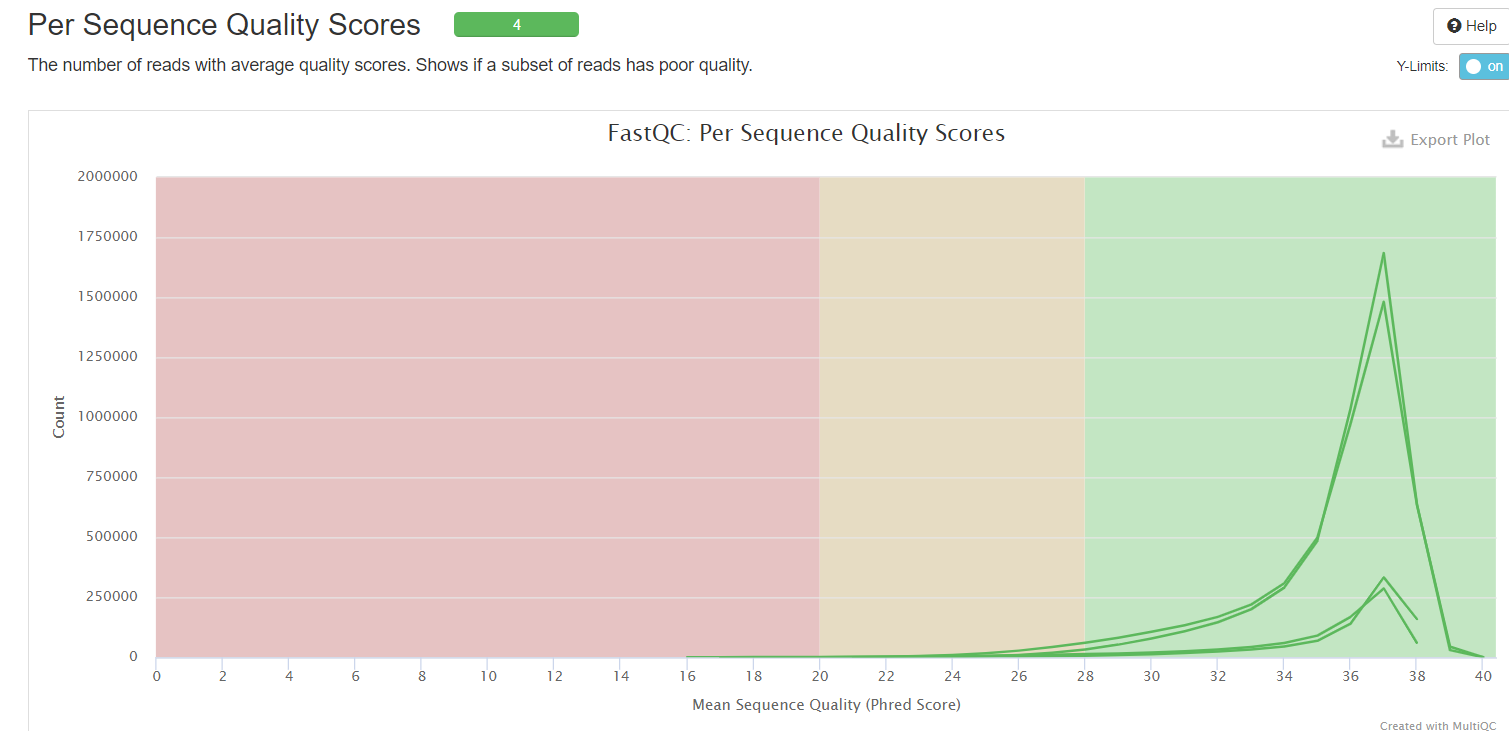 Per Sequence Quality Scores 4
Help
The number of reads with average quality scores. Shows if a subset of reads has poor quality.
Y-Limits: on
FastQC: Per Sequence Quality Scores
Export Plot
2000000
1750000
1500000
1250000
1000000
750000
500000
250000
0
Count
0 2 4 6 8 10 12 14 16 18 20 22 24 26 28 30 32 34 36 38 40
Mean Sequence Quality (Phred Score)
Created with MultiQC